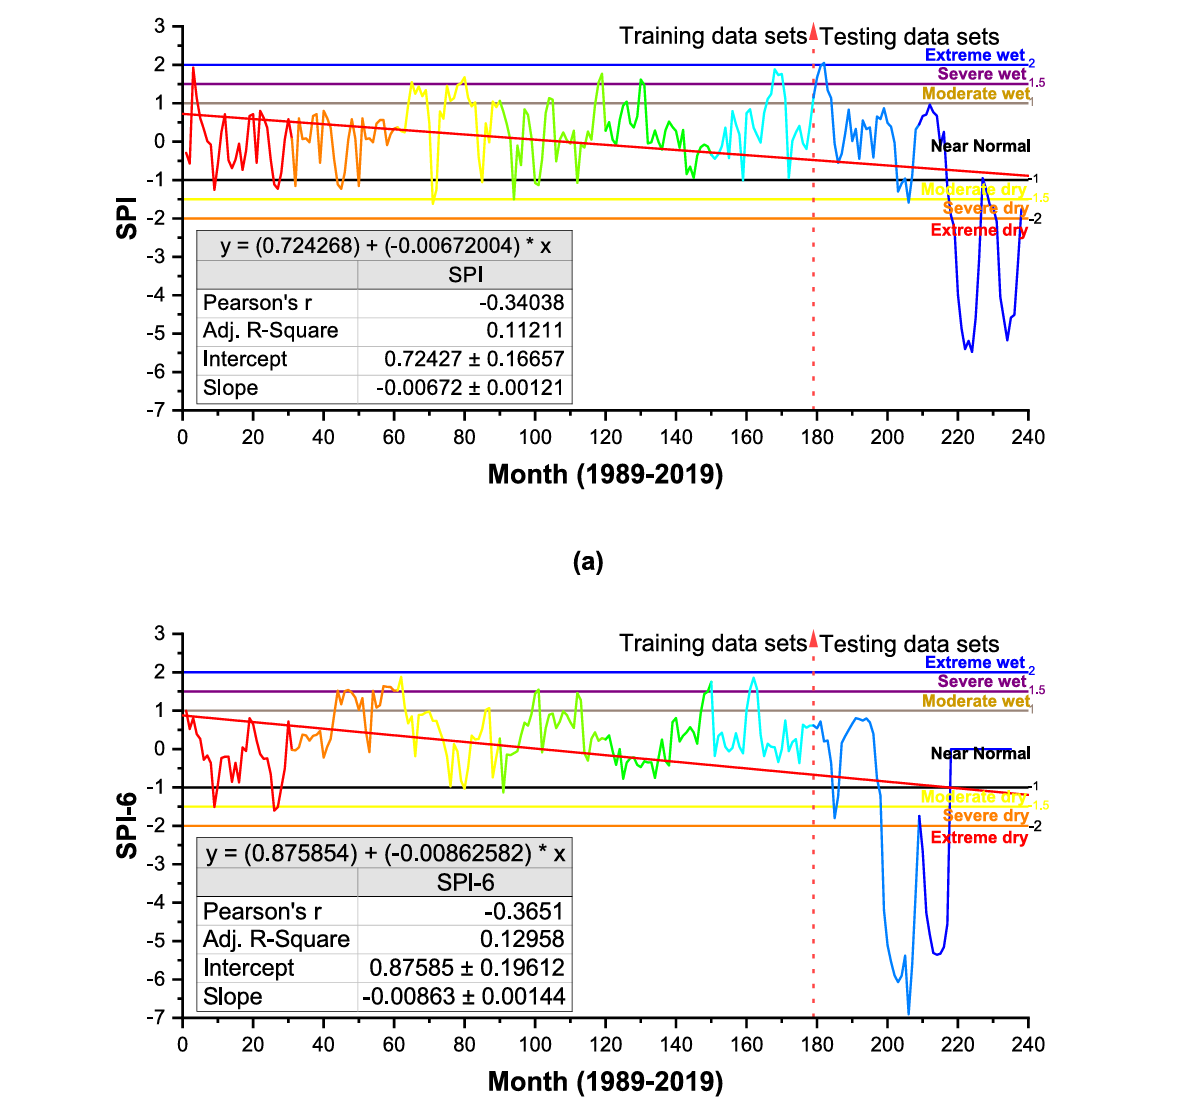 Training data sets Testing data sets
3
2
1
0
-1
-2
-3
-4
-5
-6
-7
SPI
Extreme wet 2
Severe wet 1.5
Moderate wet 1
Near Normal
-1
Moderate dry -1.5
Severe dry -2
Extreme dry
y = (0.724268) + (-0.00672004) * x
SPI
Pearson's r -0.34038
Adj. R-Square 0.11211
Intercept 0.72427 ± 0.16657
Slope -0.00672 ± 0.00121
0 20 40 60 80 100 120 140 160 180 200 220 240
Month (1989-2019)
(a)
Training data sets Testing data sets
3
2
1
0
-1
-2
-3
-4
-5
-6
-7
SPI-6
Extreme wet 2
Severe wet 1.5
Moderate wet 1
Near Normal
-1
Moderate dry -1.5
Severe dry -2
Extreme dry
y = (0.875854) + (-0.00862582) * x
SPI-6
Pearson's r -0.3651
Adj. R-Square 0.12958
Intercept 0.87585 ± 0.19612
Slope -0.00863 ± 0.00144
0 20 40 60 80 100 120 140 160 180 200 220 240
Month (1989-2019)